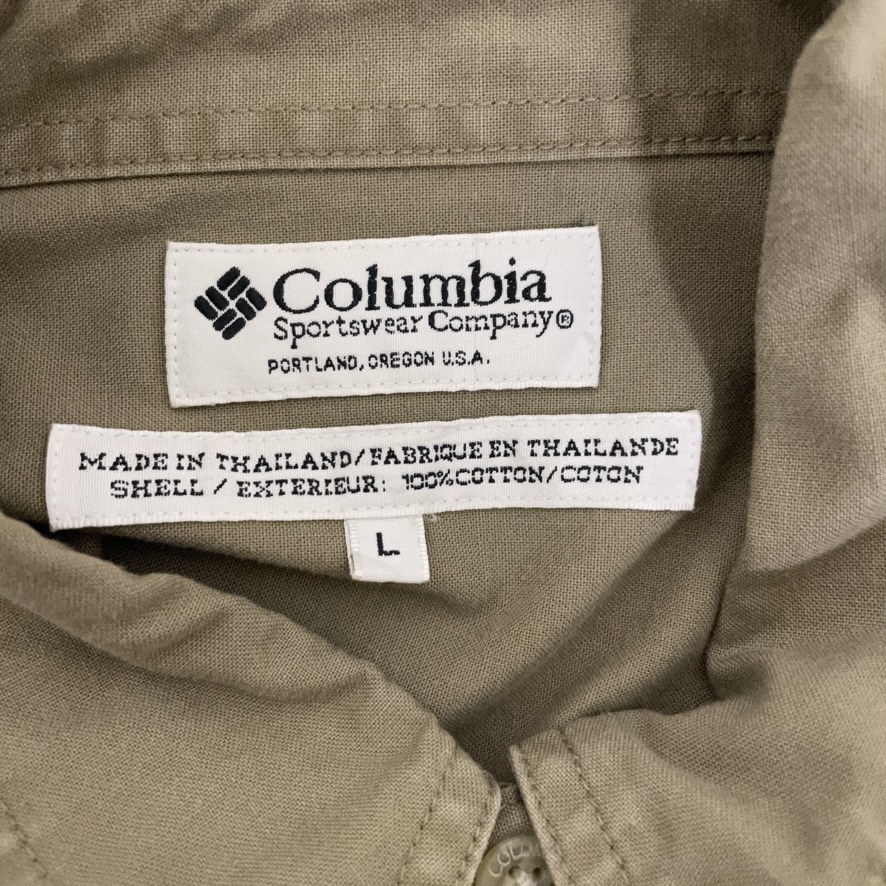 Columbia
Sportswear Company®
PORTLAND, OREGON U.S.A.
MADE IN THAILAND/FABRIQUE EN THAILANDE
SHELL / EXTERIEUR: 100% COTTON/COTON
L